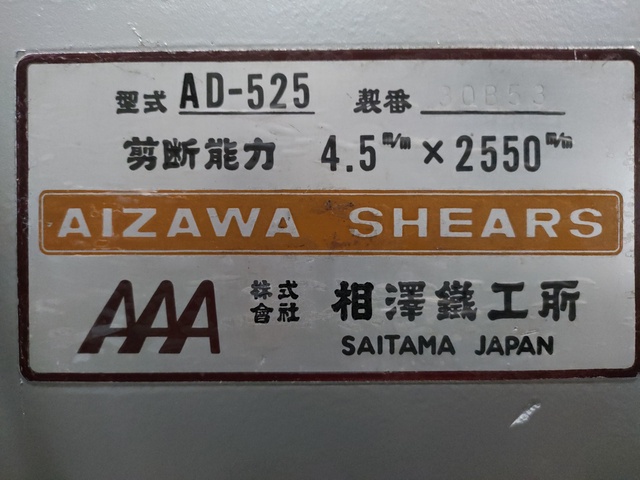 型式 AD-525 製番 30B53
剪断能力 4.5m/m × 2550m/m
AIZAWA SHEARS
AAA 株式會社 相澤鐵工所
SAITAMA JAPAN